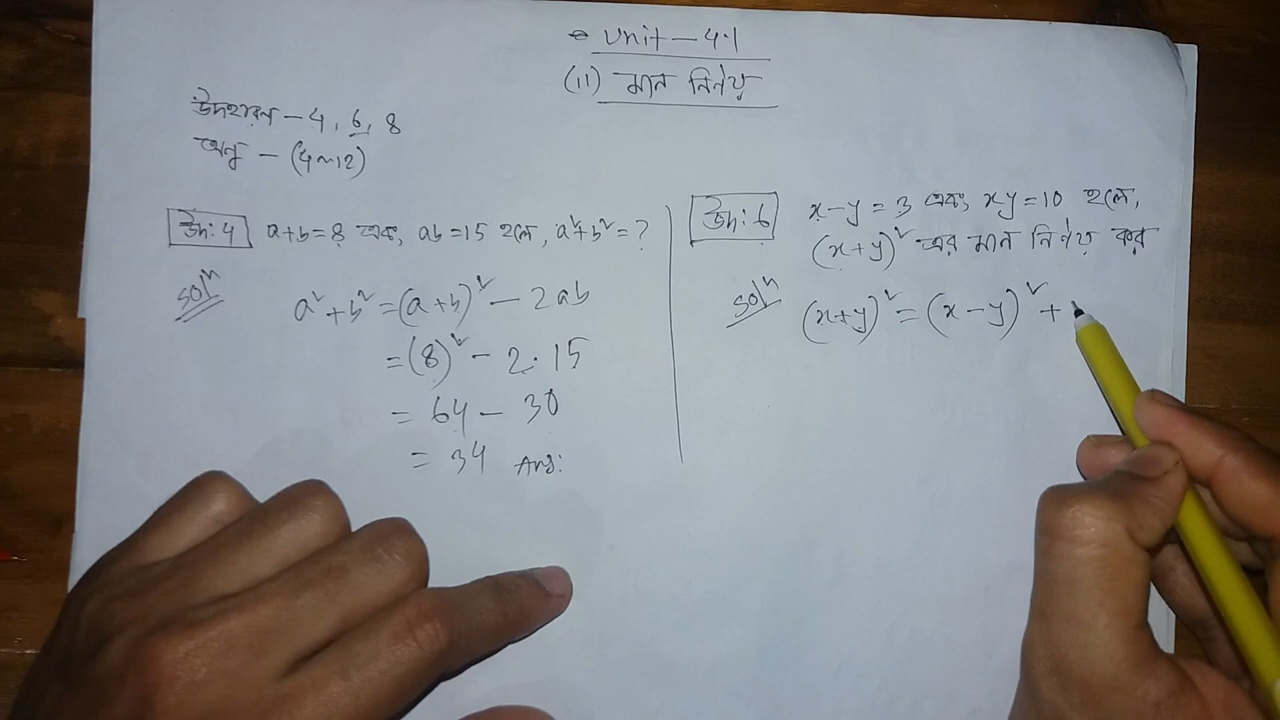 Unit - 4.1
(ii) মান নির্ণয়
উদাহরণ - 4, 6, 8
অনু - (4~12)
উদা: 4 a+b=8 এবং, ab=15 হলে, a²+b²=?
Solⁿ
a²+b²=(a+b)² - 2ab
=(8)² - 2·15
= 64 - 30
= 34 Ans:
উদা: 6 x-y=3 এবং, xy=10 হলে,
(x+y)² এর মান নির্ণয় কর
Solⁿ (x+y)² = (x-y)² +